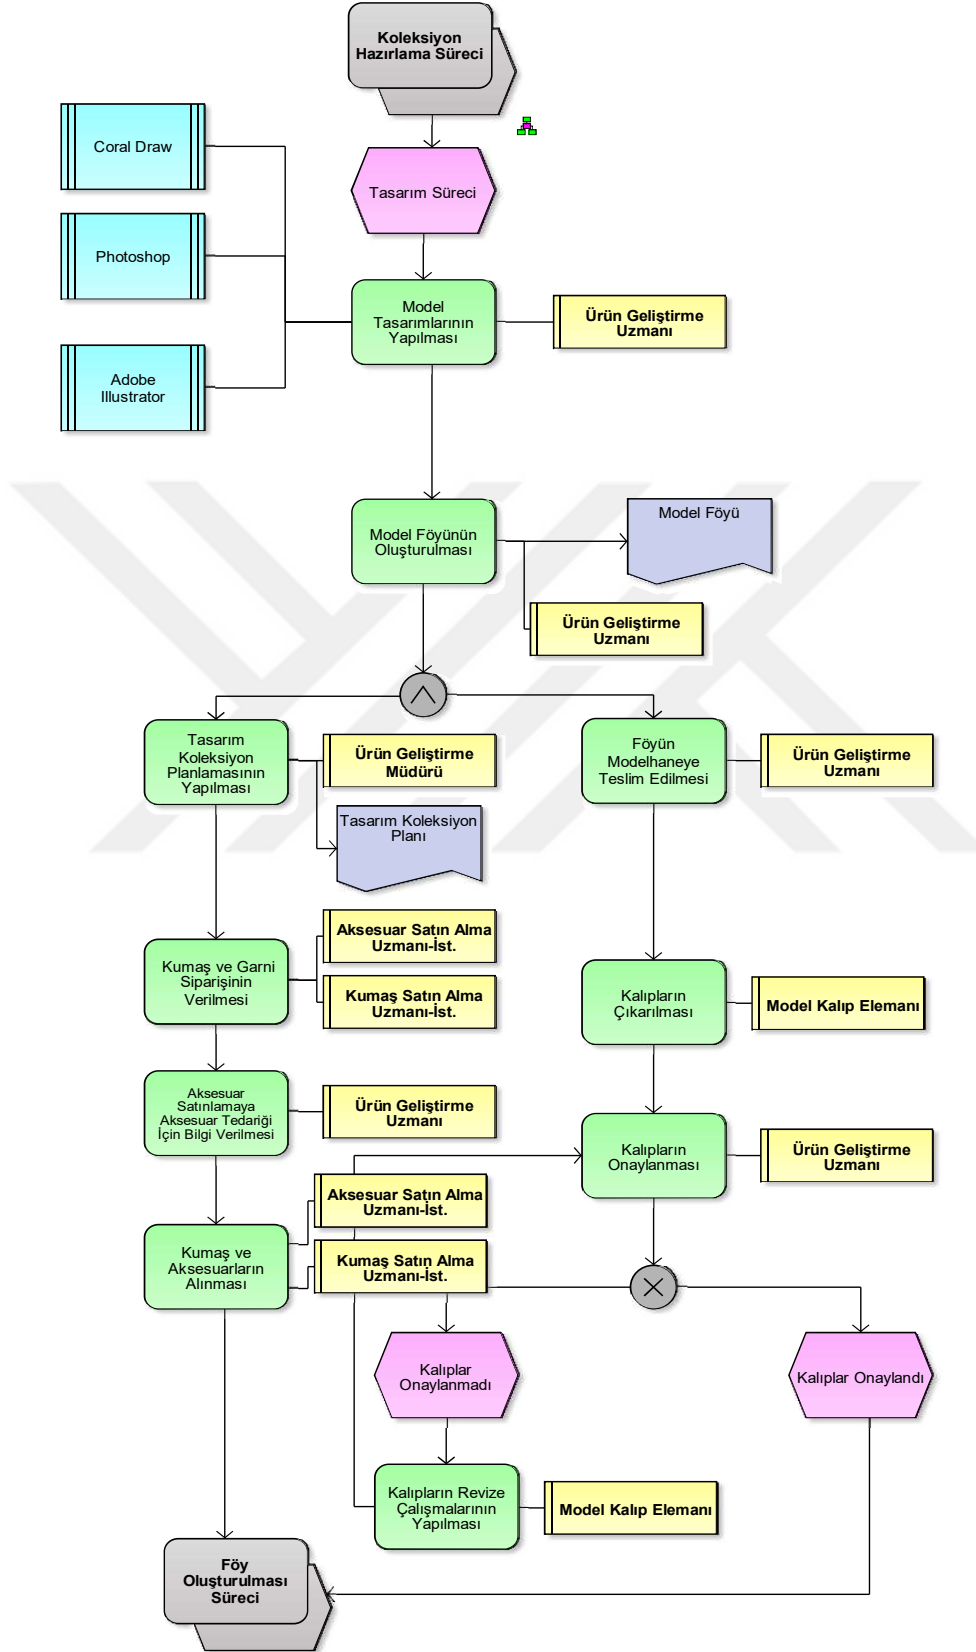 Koleksiyon
Hazırlama Süreci
Coral Draw
Tasarım Süreci
Photoshop
Model
Tasarımlarının
Yapılması
Ürün Geliştirme
Uzmanı
Adobe
Illustrator
Model Föyünün
Oluşturulması
Model Föyü
Ürün Geliştirme
Uzmanı
Tasarım
Koleksiyon
Planlamasının
Yapılması
Ürün Geliştirme
Müdürü
Föyün
Modelhaneye
Teslim Edilmesi
Ürün Geliştirme
Uzmanı
Tasarım Koleksiyon
Planı
Aksesuar Satın Alma
Uzmanı-İst.
Kumaş ve Garni
Siparişinin
Verilmesi
Kumaş Satın Alma
Uzmanı-İst.
Kalıpların
Çıkarılması
Model Kalıp Elemanı
Aksesuar
Satınlamaya
Aksesuar Tedariği
İçin Bilgi Verilmesi
Ürün Geliştirme
Uzmanı
Kalıpların
Onaylanması
Ürün Geliştirme
Uzmanı
Aksesuar Satın Alma
Uzmanı-İst.
Kumaş ve
Aksesuarların
Alınması
Kumaş Satın Alma
Uzmanı-İst.
Kalıplar
Onaylanmadı
Kalıplar Onaylandı
Kalıpların Revize
Çalışmalarının
Yapılması
Model Kalıp Elemanı
Föy
Oluşturulması
Süreci